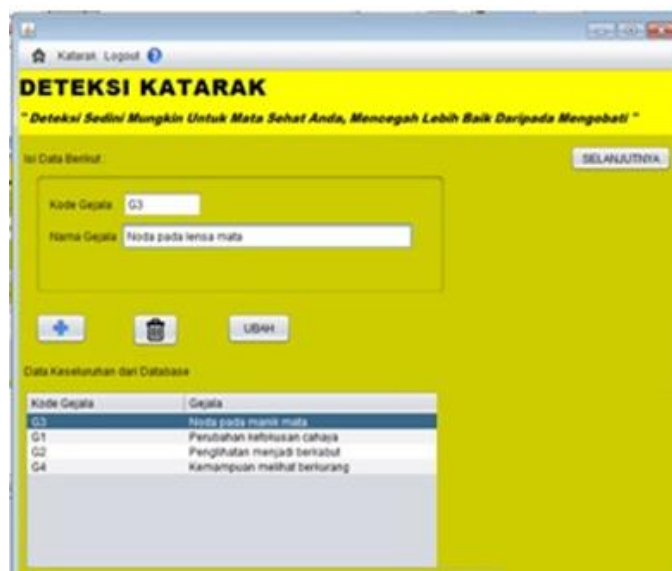 Katarak Logout
DETEKSI KATARAK
" Deteksi Sedini Mungkin Untuk Mata Sehat Anda, Mencegah Lebih Baik Daripada Mengobati "
Isi Data Berikut
SELANJUTNYA
Kode Gejala G3
Nama Gejala Noda pada lensa mata
UBAH
Data Keseluruhan dari Database
Kode Gejala Gejala
G3 Noda pada manik mata
G1 Perubahan kefokusan cahaya
G2 Penglihatan menjadi berkabut
G4 Kemampuan melihat berkurang